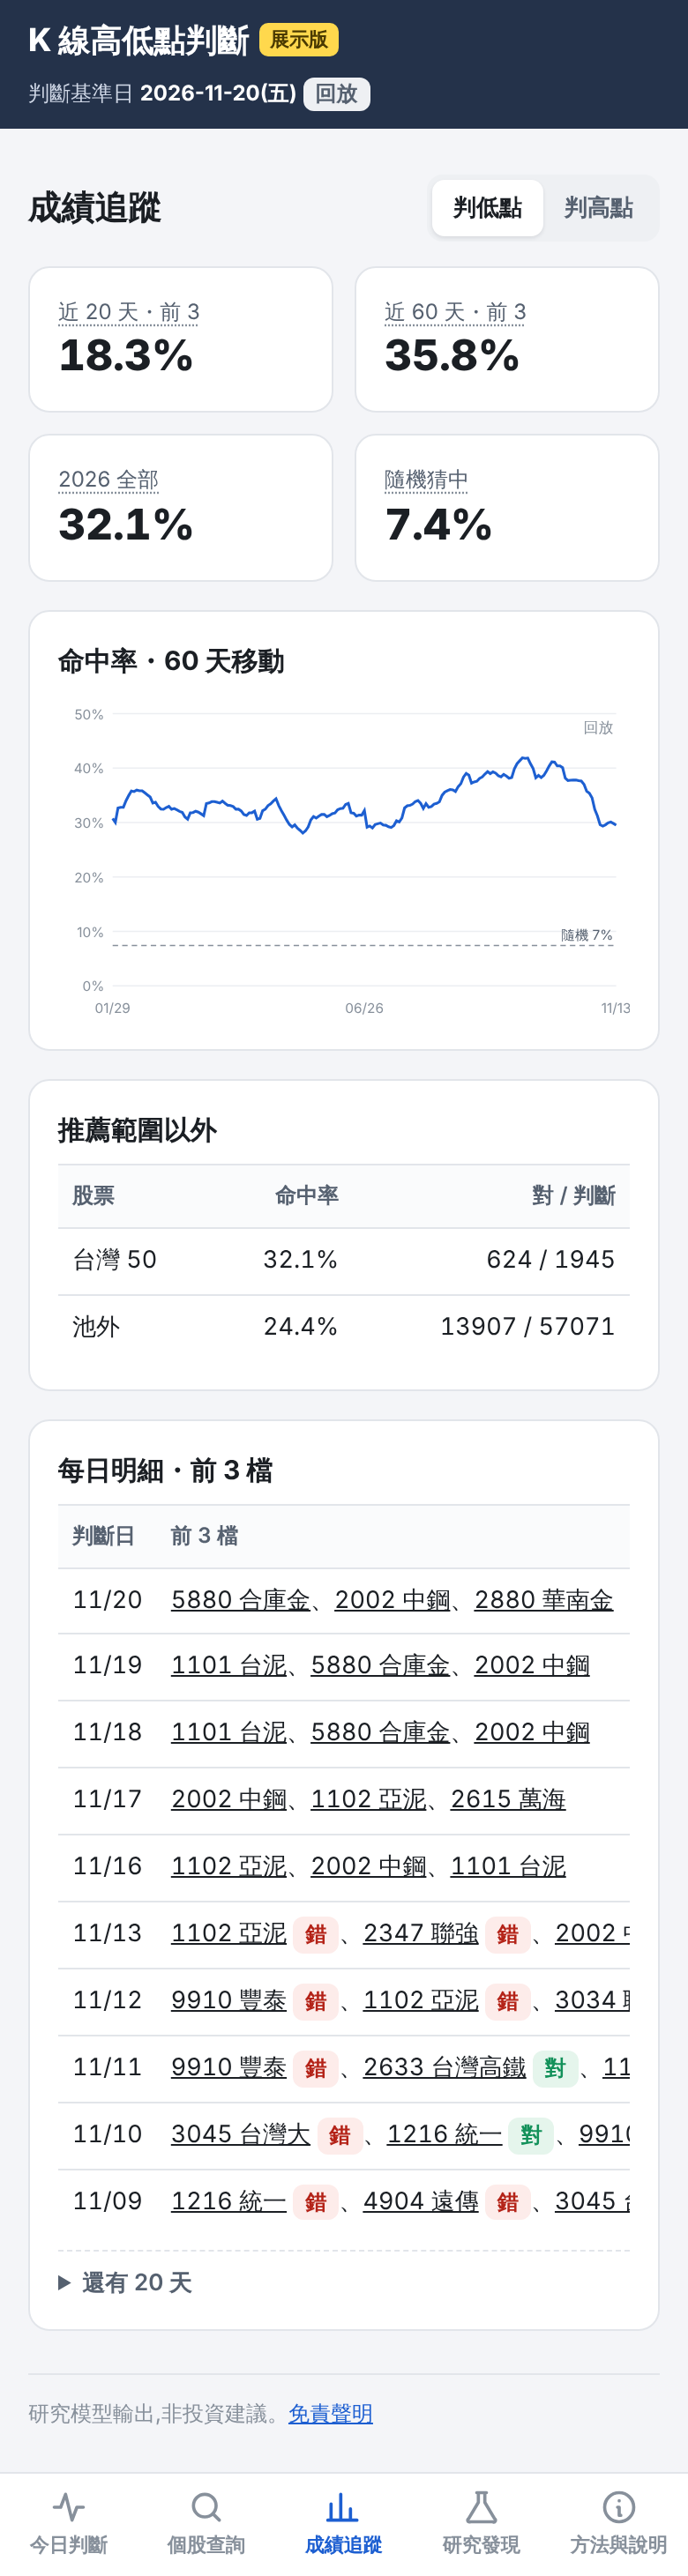 K 線高低點判斷 展示版
判斷基準日 2026-11-20(五) 回放
成績追蹤 判低點 判高點
近 20 天・前 3
18.3%
近 60 天・前 3
35.8%
2026 全部
32.1%
隨機猜中
7.4%
命中率・60 天移動
50%
回放
40%
30%
20%
10%
隨機 7%
0%
01/29 06/26 11/13
推薦範圍以外
股票 命中率 對 / 判斷
台灣 50 32.1% 624 / 1945
池外 24.4% 13907 / 57071
每日明細・前 3 檔
判斷日 前 3 檔
11/20 5880 合庫金、2002 中鋼、2880 華南金
11/19 1101 台泥、5880 合庫金、2002 中鋼
11/18 1101 台泥、5880 合庫金、2002 中鋼
11/17 2002 中鋼、1102 亞泥、2615 萬海
11/16 1102 亞泥、2002 中鋼、1101 台泥
11/13 1102 亞泥 錯、2347 聯強 錯、2002
11/12 9910 豐泰 錯、1102 亞泥 錯、3034
11/11 9910 豐泰 錯、2633 台灣高鐵 對、11
11/10 3045 台灣大 錯、1216 統一 對、9910
11/09 1216 統一 錯、4904 遠傳 錯、3045
▶ 還有 20 天
研究模型輸出,非投資建議。免責聲明
今日判斷 個股查詢 成績追蹤 研究發現 方法與說明